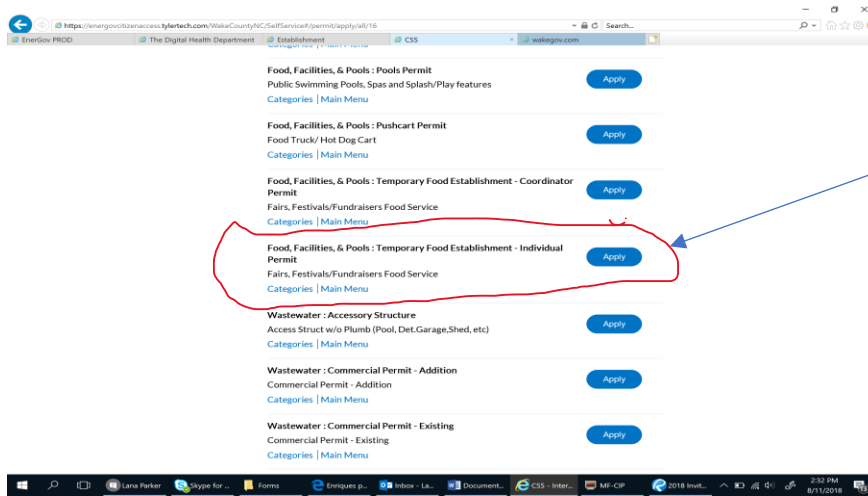 https://energovcitizenaccess.tylertech.com/WakeCountyNC/SelfService#/permit/apply/all/16
Search...
EnerGov PROD
The Digital Health Department
Establishment
CSS
wakegov.com
Categories | Main Menu
Food, Facilities, & Pools : Pools Permit
Public Swimming Pools, Spas and Splash/Play features
Categories | Main Menu
Apply
Food, Facilities, & Pools : Pushcart Permit
Food Truck/ Hot Dog Cart
Categories | Main Menu
Apply
Food, Facilities, & Pools : Temporary Food Establishment - Coordinator
Permit
Fairs, Festivals/Fundraisers Food Service
Categories | Main Menu
Apply
Food, Facilities, & Pools : Temporary Food Establishment - Individual
Permit
Fairs, Festivals/Fundraisers Food Service
Categories | Main Menu
Apply
Wastewater : Accessory Structure
Access Struct w/o Plumb (Pool, Det.Garage,Shed, etc)
Categories | Main Menu
Apply
Wastewater : Commercial Permit - Addition
Commercial Permit - Addition
Categories | Main Menu
Apply
Wastewater : Commercial Permit - Existing
Commercial Permit - Existing
Categories | Main Menu
Apply
Lana Parker
Skype for ...
Forms
Enriques p...
Inbox - La...
Document...
CSS - Inter...
MF-CIP
2018 Invit...
2:32 PM
8/11/2018